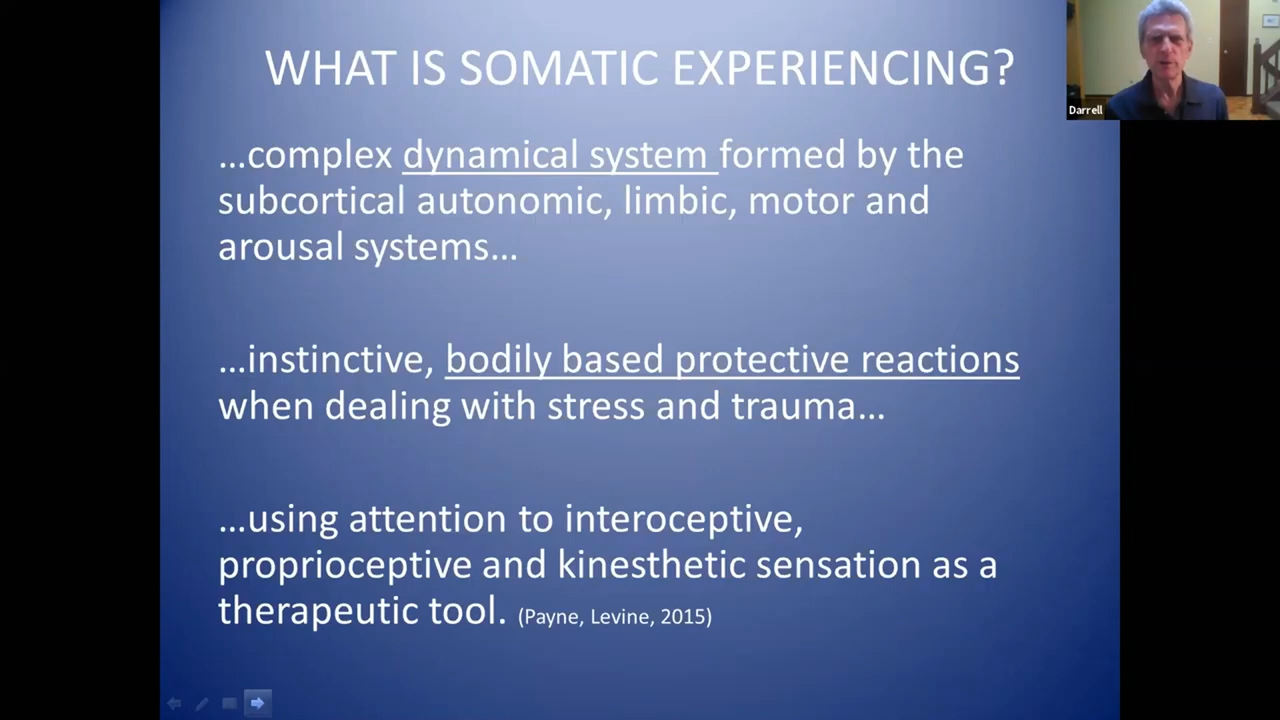 WHAT IS SOMATIC EXPERIENCING?
Darrell
…complex dynamical system formed by the
subcortical autonomic, limbic, motor and
arousal systems…
…instinctive, bodily based protective reactions
when dealing with stress and trauma…
…using attention to interoceptive,
proprioceptive and kinesthetic sensation as a
therapeutic tool. (Payne, Levine, 2015)